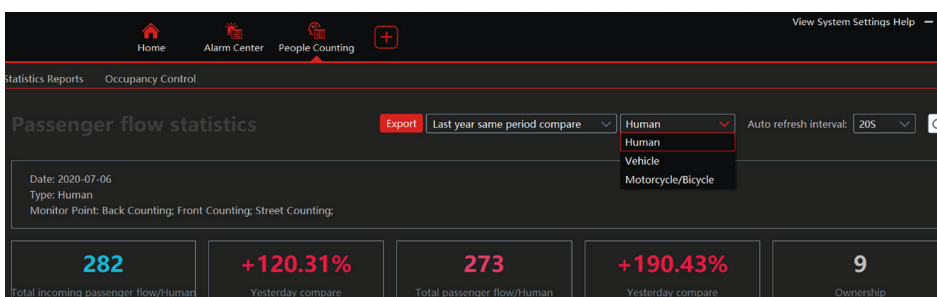 View System Settings Help
Home Alarm Center People Counting
Statistics Reports Occupancy Control
Passenger flow statistics Export Last year same period compare Human Auto refresh interval: 20S
Human
Vehicle
Motorcycle/Bicycle
Date: 2020-07-06
Type: Human
Monitor Point: Back Counting; Front Counting; Street Counting;
282 +120.31% 273 +190.43% 9
Total incoming passenger flow/Human Yesterday compare Total passenger flow/Human Yesterday compare Ownership